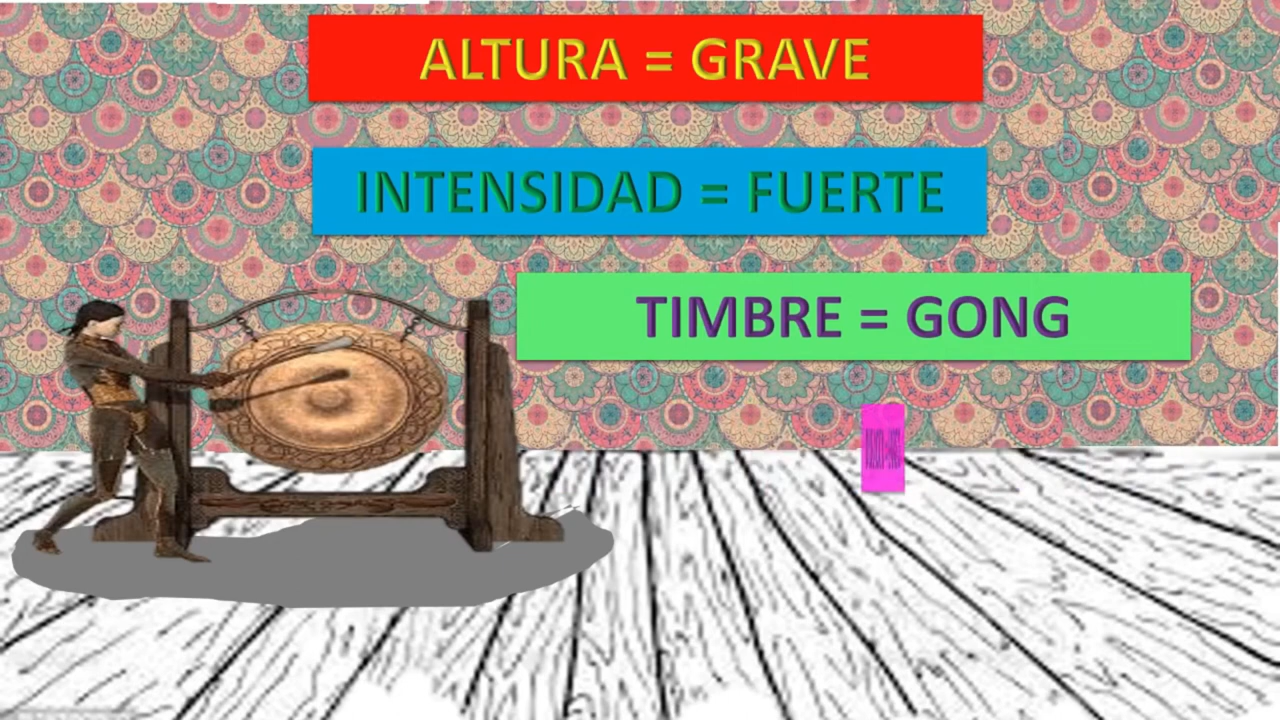 ALTURA = GRAVE
INTENSIDAD = FUERTE
TIMBRE = GONG